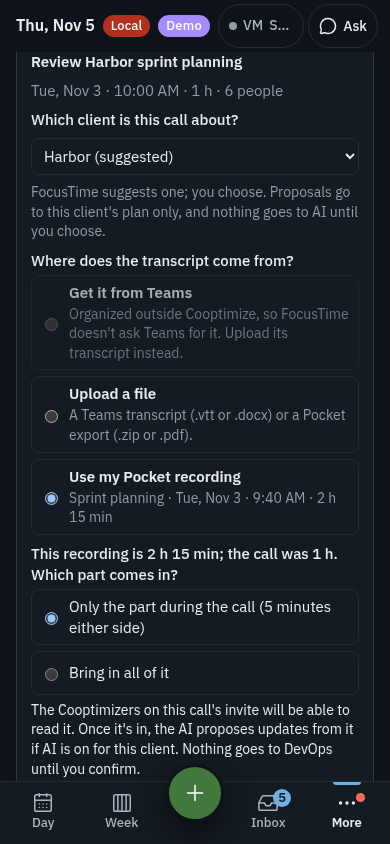 Thu, Nov 5 Local Demo VM S... Ask
Review Harbor sprint planning
Tue, Nov 3 · 10:00 AM · 1 h · 6 people
Which client is this call about?
Harbor (suggested)
FocusTime suggests one; you choose. Proposals go
to this client's plan only, and nothing goes to AI until
you choose.
Where does the transcript come from?
Get it from Teams
Organized outside Cooptimize, so FocusTime
doesn't ask Teams for it. Upload its
transcript instead.
Upload a file
A Teams transcript (.vtt or .docx) or a Pocket
export (.zip or .pdf).
Use my Pocket recording
Sprint planning · Tue, Nov 3 · 9:40 AM · 2 h
15 min
This recording is 2 h 15 min; the call was 1 h.
Which part comes in?
Only the part during the call (5 minutes
either side)
Bring in all of it
The Cooptimizers on this call's invite will be able to
read it. Once it's in, the AI proposes updates from it
if AI is on for this client. Nothing goes to DevOps
until you confirm.
5
Day Week Inbox More